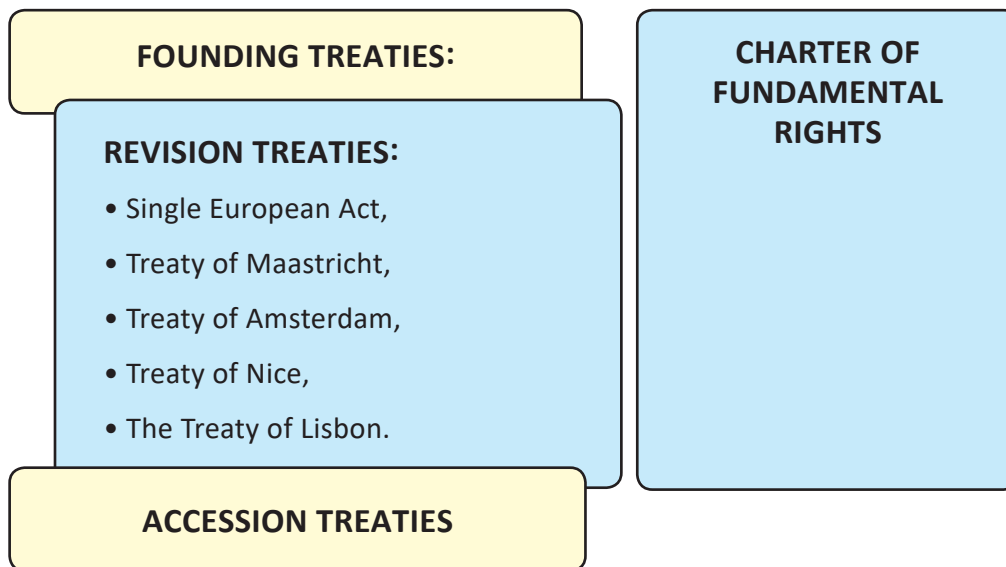 FOUNDING TREATIES:
REVISION TREATIES:
• Single European Act,
• Treaty of Maastricht,
• Treaty of Amsterdam,
• Treaty of Nice,
• The Treaty of Lisbon.
ACCESSION TREATIES
CHARTER OF
FUNDAMENTAL
RIGHTS